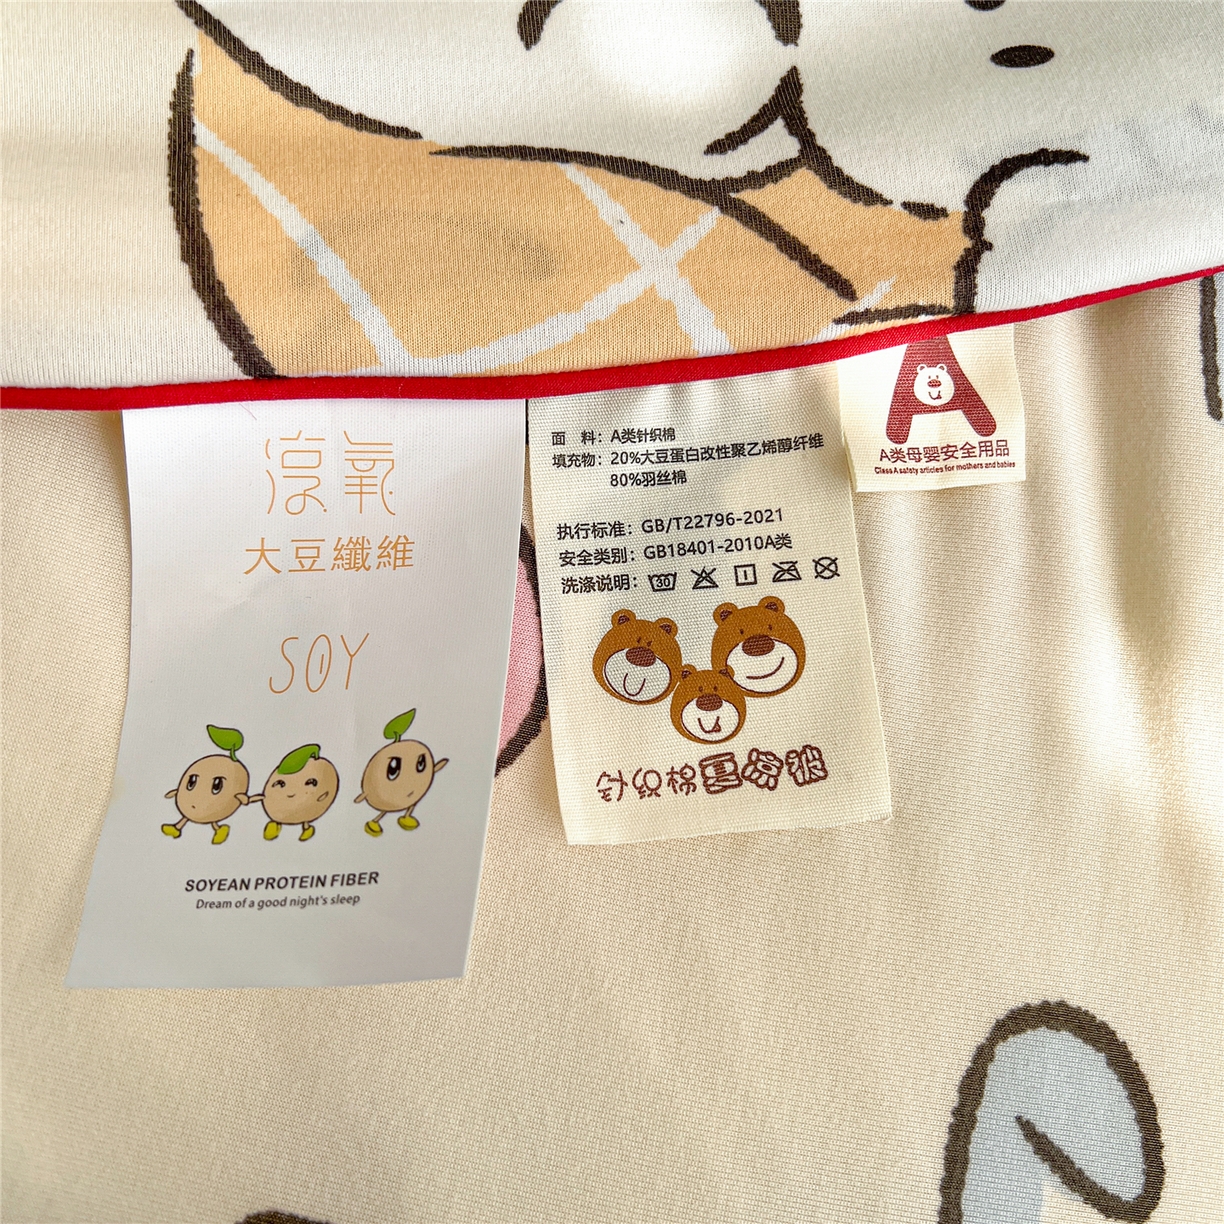 凉氧
大豆纖維
SOY
SOYEAN PROTEIN FIBER
Dream of a good night's sleep
面 料：A类针织棉
填充物：20%大豆蛋白改性聚乙烯醇纤维
80%羽丝棉
执行标准：GB/T22796-2021
安全类别：GB18401-2010A类
洗涤说明：
30
针织棉夏凉被
A
A类母婴安全用品
Class A safety articles for mothers and babies